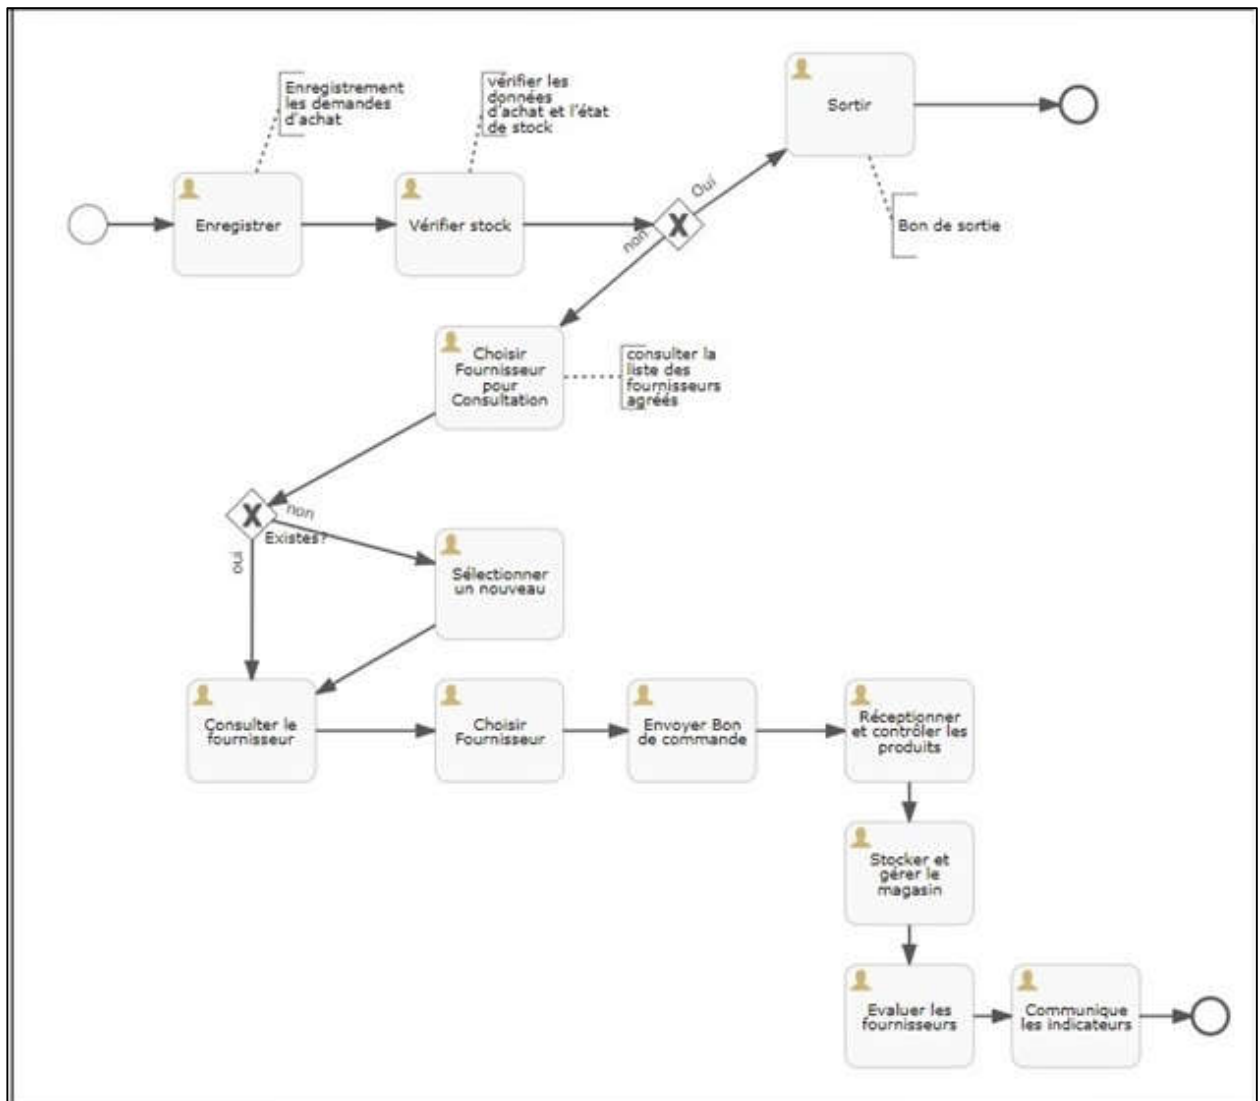 Enregistrement
les demandes
d'achat
vérifier les
données
d'achat et l'état
de stock
Sortir
Enregistrer
Vérifier stock
X
Oui
non
Bon de sortie
Choisir
Fournisseur
pour
Consultation
consulter la
liste des
fournisseurs
agréés
X
non
Existes?
oui
Sélectionner
un nouveau
Consulter le
fournisseur
Choisir
Fournisseur
Envoyer Bon
de commande
Réceptionner
et contrôler les
produits
Stocker et
gérer le
magasin
Evaluer les
fournisseurs
Communique
les indicateurs